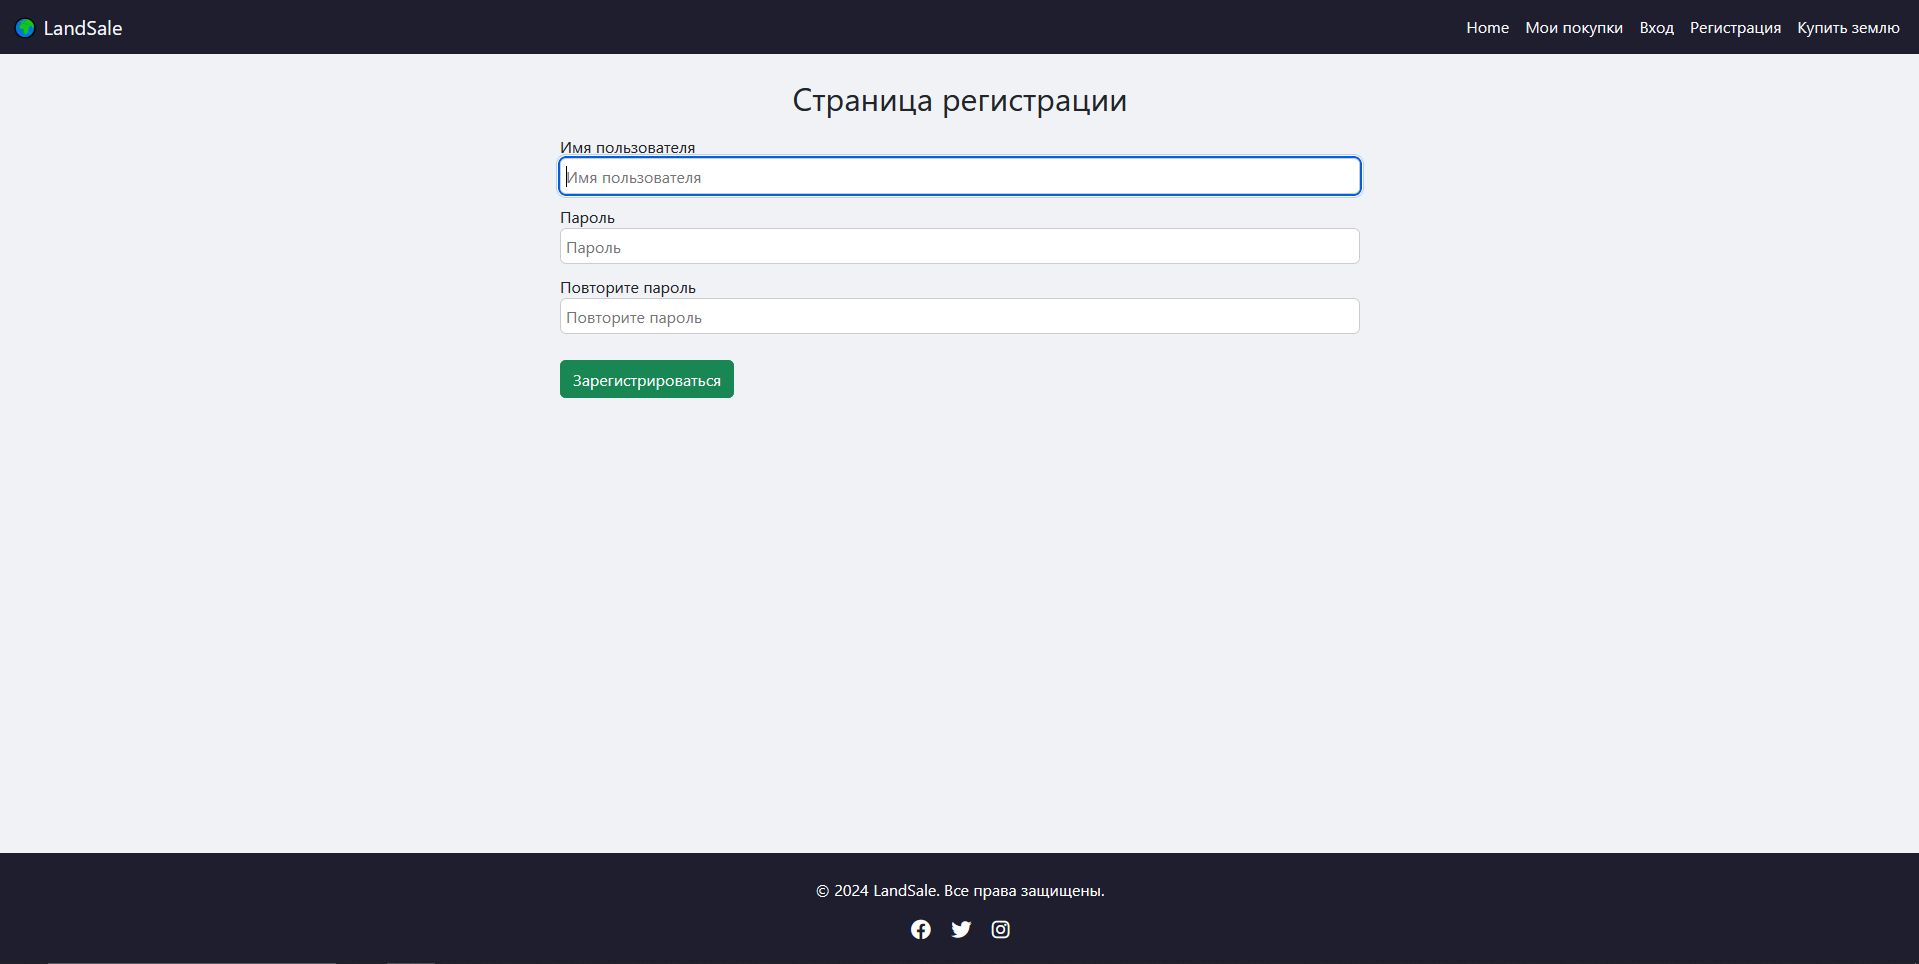 LandSale
Home Мои покупки Вход Регистрация Купить землю
Страница регистрации
Имя пользователя
Имя пользователя
Пароль
Пароль
Повторите пароль
Повторите пароль
Зарегистрироваться
© 2024 LandSale. Все права защищены.